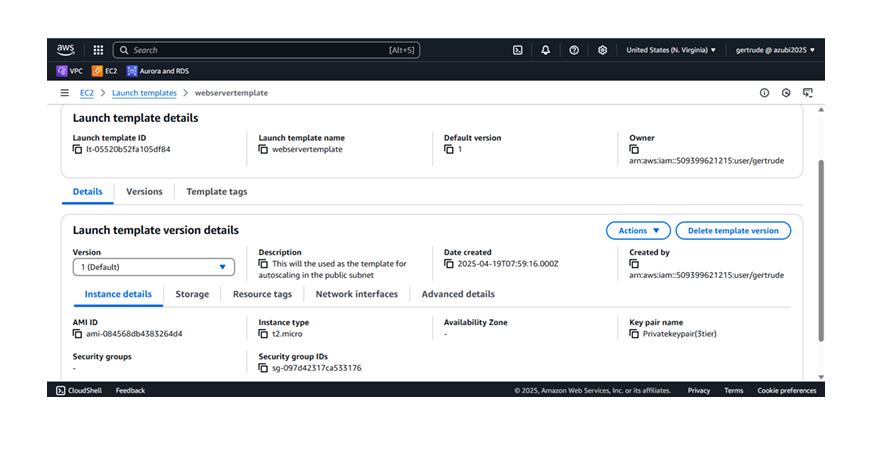 aws Search [Alt+S] United States (N. Virginia) gertrude @ azubi2025
VPC EC2 Aurora and RDS
EC2 > Launch templates > webservertemplate
Launch template details
Launch template ID Launch template name Default version Owner
lt-05520b52fa105df84 webservertemplate 1
arn:aws:iam::509399621215:user/gertrude
Details Versions Template tags
Launch template version details Actions Delete template version
Version Description Date created Created by
1 (Default) This will the used as the template for 2025-04-19T07:59:16.000Z
autoscaling in the public subnet arn:aws:iam::509399621215:user/gertrude
Instance details Storage Resource tags Network interfaces Advanced details
AMI ID Instance type Availability Zone Key pair name
ami-084568db4383264d4 t2.micro - Privatekeypair(3tier)
Security groups Security group IDs
- sg-097d42317ca533176
CloudShell Feedback © 2025, Amazon Web Services, Inc. or its affiliates. Privacy Terms Cookie preferences